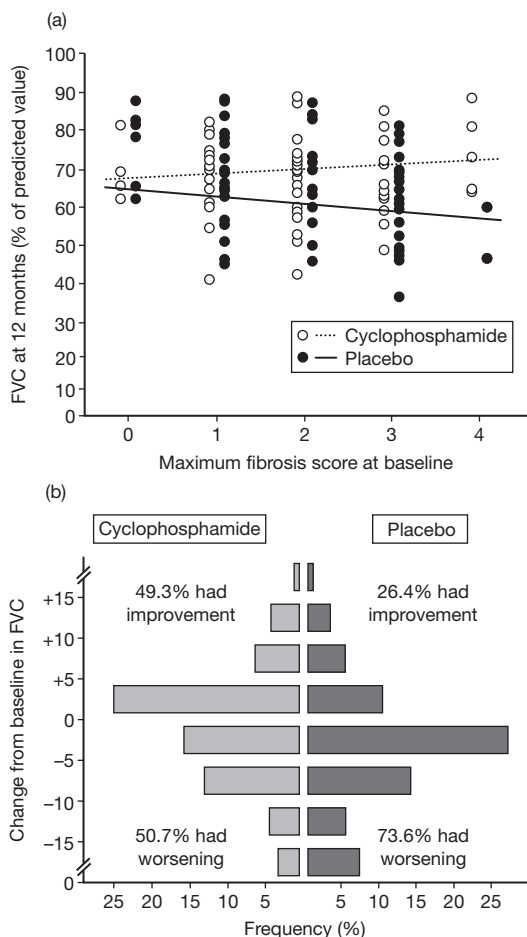 (a)
FVC at 12 months (% of predicted value)
100
90
80
70
60
50
40
30
20
10
0
Cyclophosphamide
Placebo
0 1 2 3 4
Maximum fibrosis score at baseline
(b)
Cyclophosphamide Placebo
Change from baseline in FVC
49.3% had
improvement
26.4% had
improvement
+15
+10
+5
0
−5
−10
−15
0
50.7% had
worsening
73.6% had
worsening
25 20 15 10 5 5 10 15 20 25
Frequency (%)